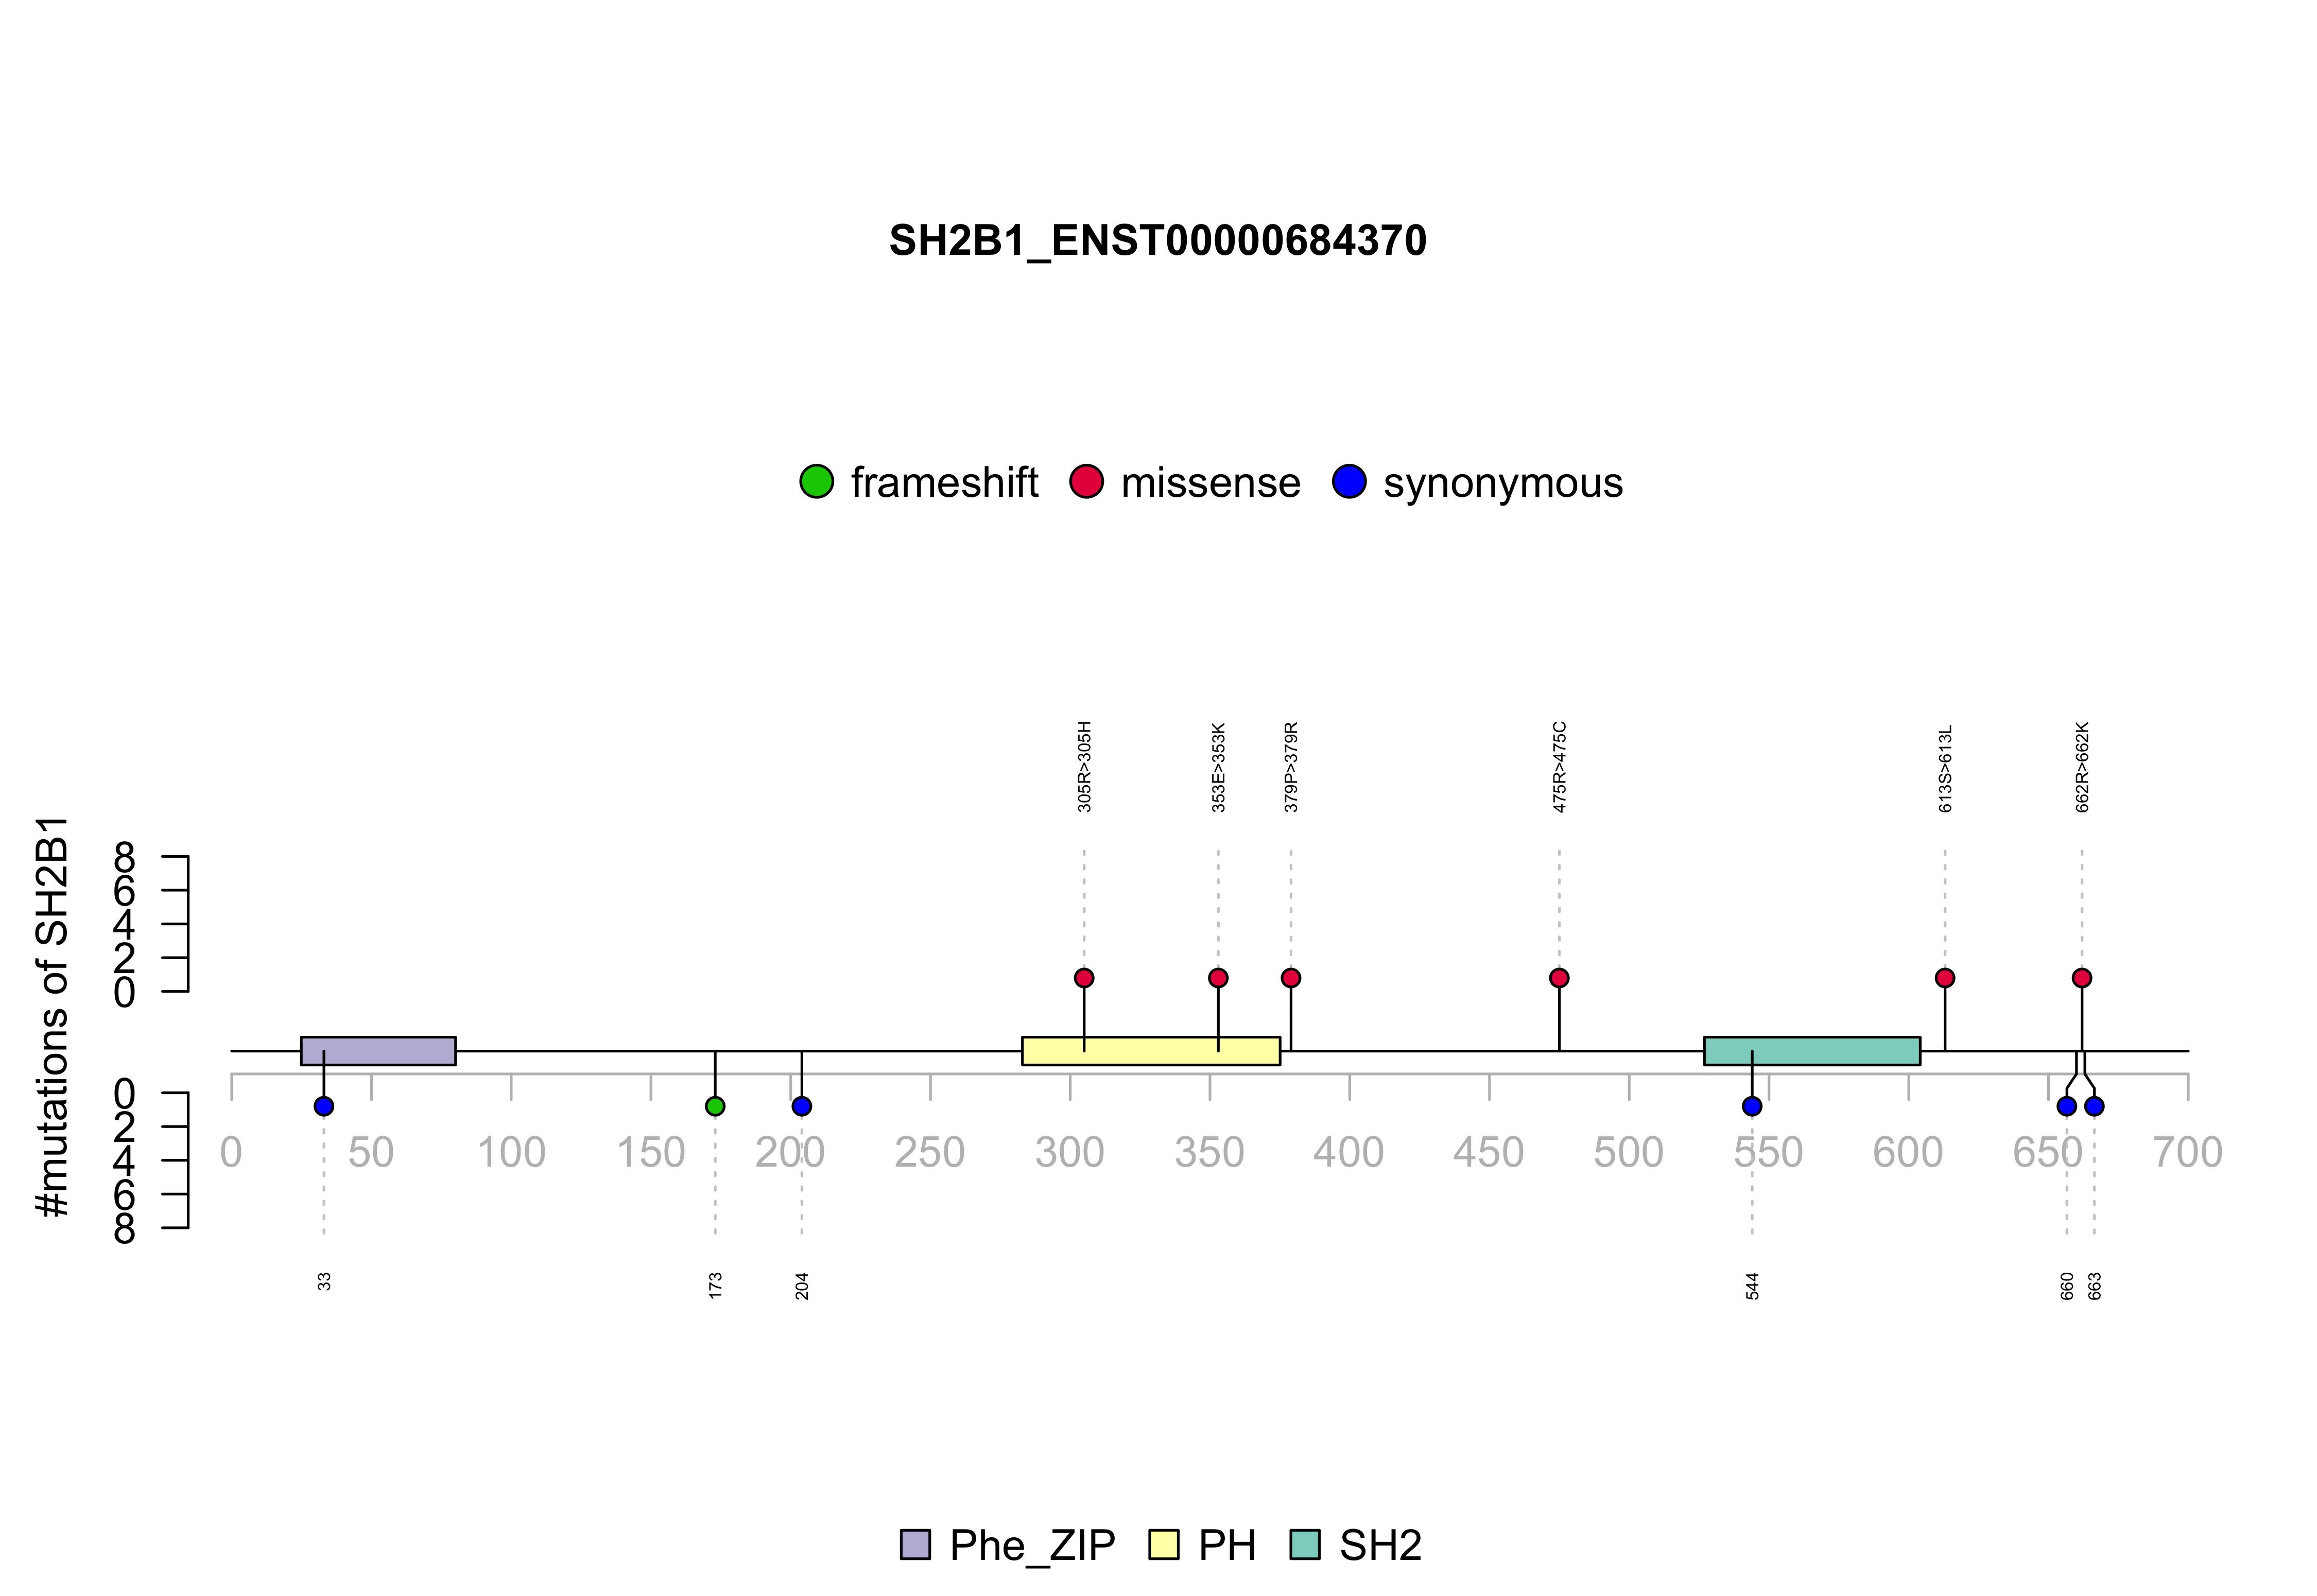 SH2B1_ENST00000684370
frameshift missense synonymous
305R>305H 353E>353K 379P>379R 475R>475C 613S>613L 662R>662K
#mutations of SH2B1
8
6
4
2
0
0
2
4
6
8
0 50 100 150 200 250 300 350 400 450 500 550 600 650 700
33 173 204 544 660 663
Phe_ZIP PH SH2